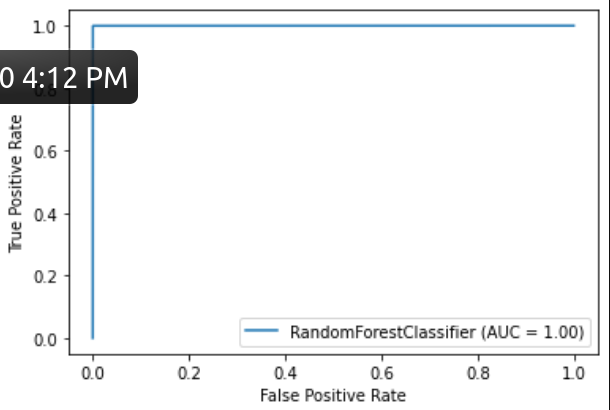 1.0
0 4:12 PM
0.6
0.4
0.2
0.0
True Positive Rate
RandomForestClassifier (AUC = 1.00)
0.0 0.2 0.4 0.6 0.8 1.0
False Positive Rate